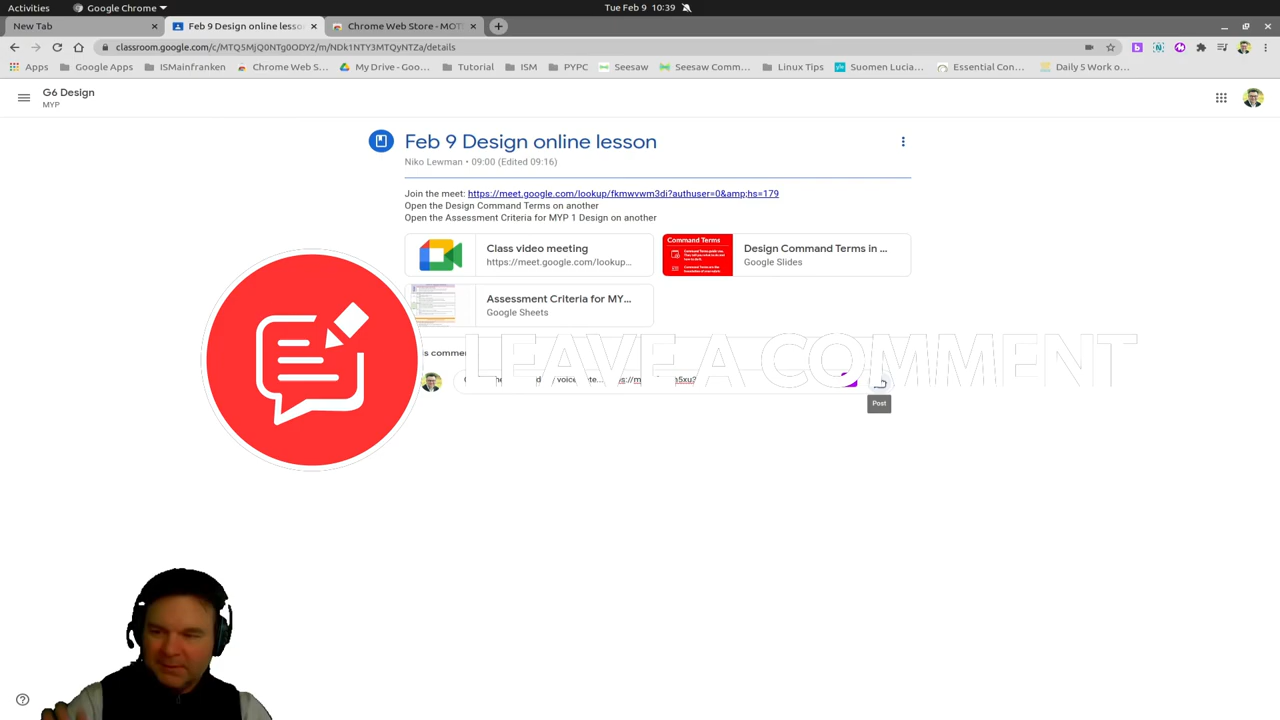 Activities Google Chrome Tue Feb 9 10:39
New Tab Feb 9 Design online lesso Chrome Web Store - MOT
classroom.google.com/c/MTQ5MjQ0NTg0ODY2/m/NDk1NTY3MTQyNTZa/details
Apps Google Apps ISMainfranken Chrome Web S... My Drive - Goo... Tutorial ISM PYPC Seesaw Seesaw Comm... Linux Tips Suomen Lucia... Essential Con... Daily 5 Work o...
G6 Design
MYP
Feb 9 Design online lesson
Niko Lewman • 09:00 (Edited 09:16)
Join the meet: https://meet.google.com/lookup/fkmwvwm3di?authuser=0&amp;hs=179
Open the Design Command Terms on another
Open the Assessment Criteria for MYP 1 Design on another
Class video meeting
https://meet.google.com/lookup...
Command Terms
Design Command Terms in ...
Google Slides
Assessment Criteria for MY...
Google Sheets
LEAVE A COMMENT
Post